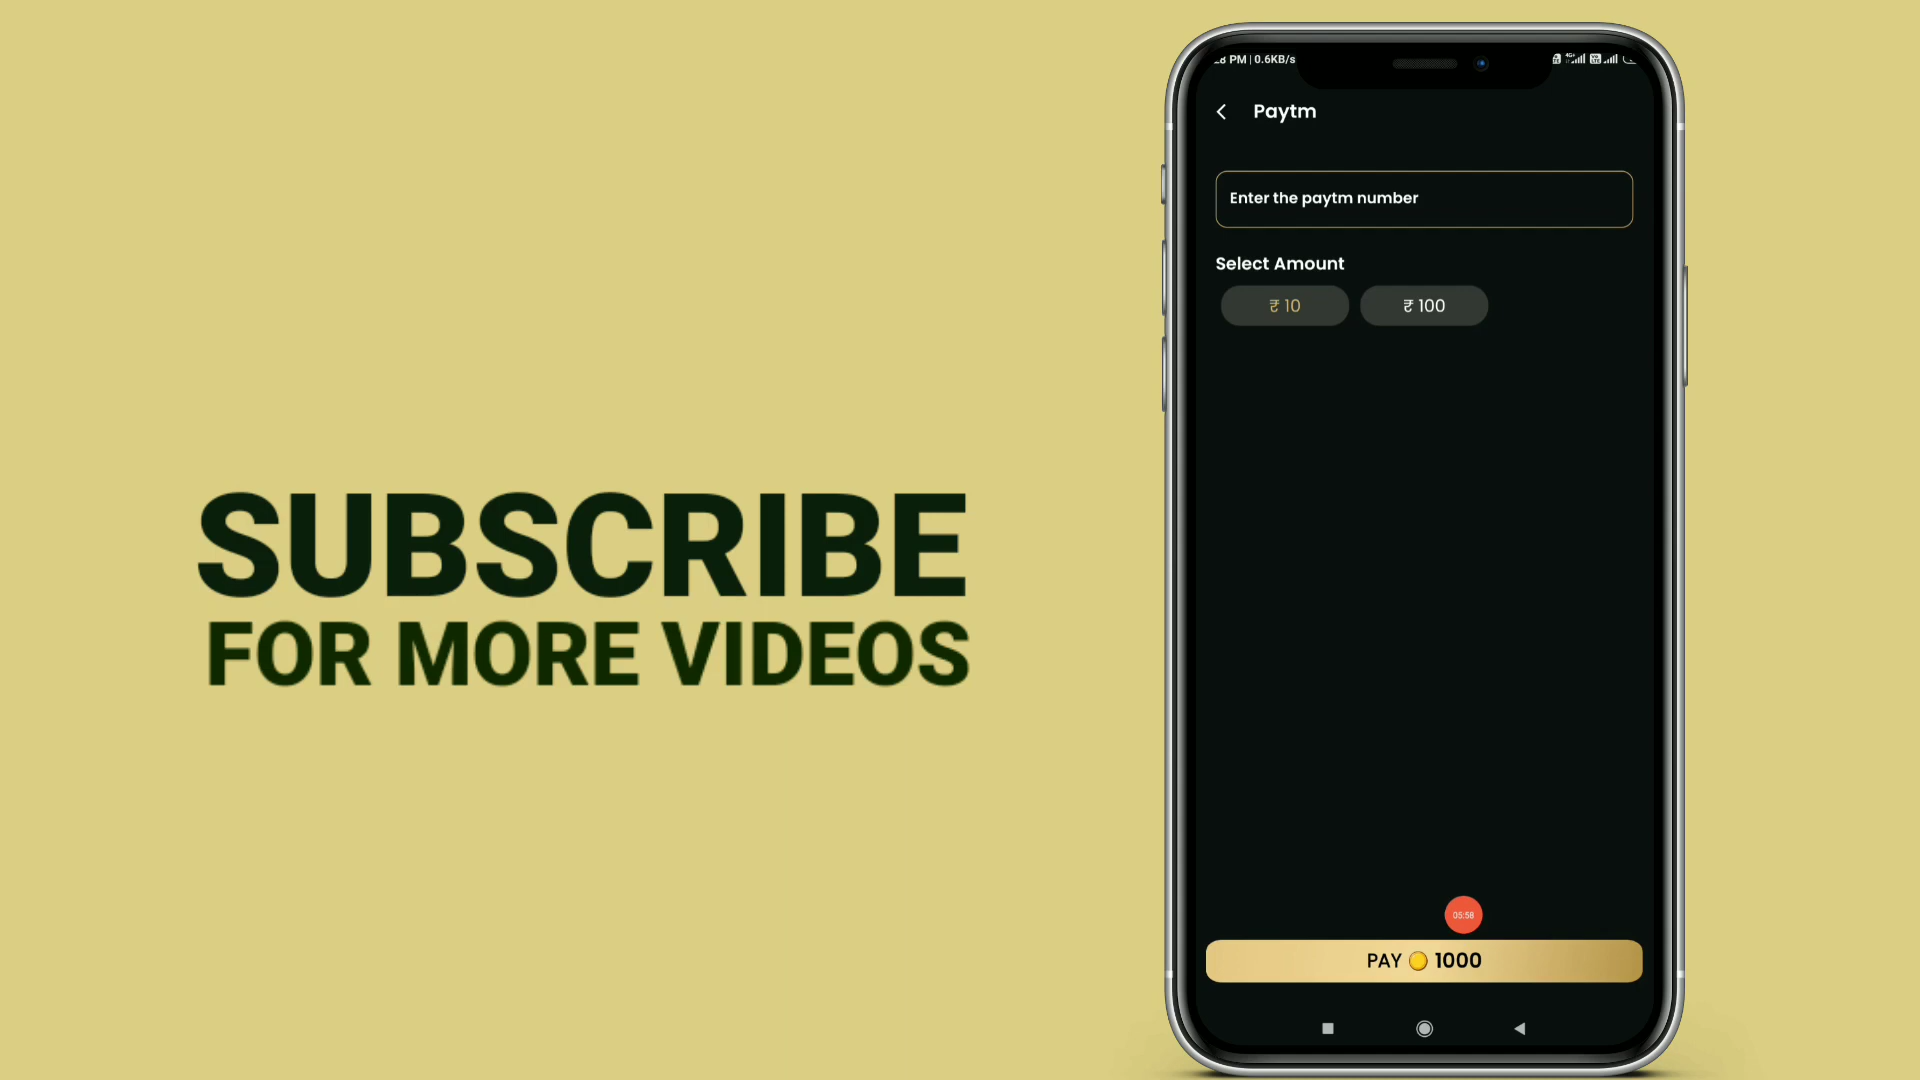 SUBSCRIBE
FOR MORE VIDEOS
8 PM | 0.6KB/s
Paytm
Enter the paytm number
Select Amount
₹ 10
₹ 100
05:58
PAY 1000